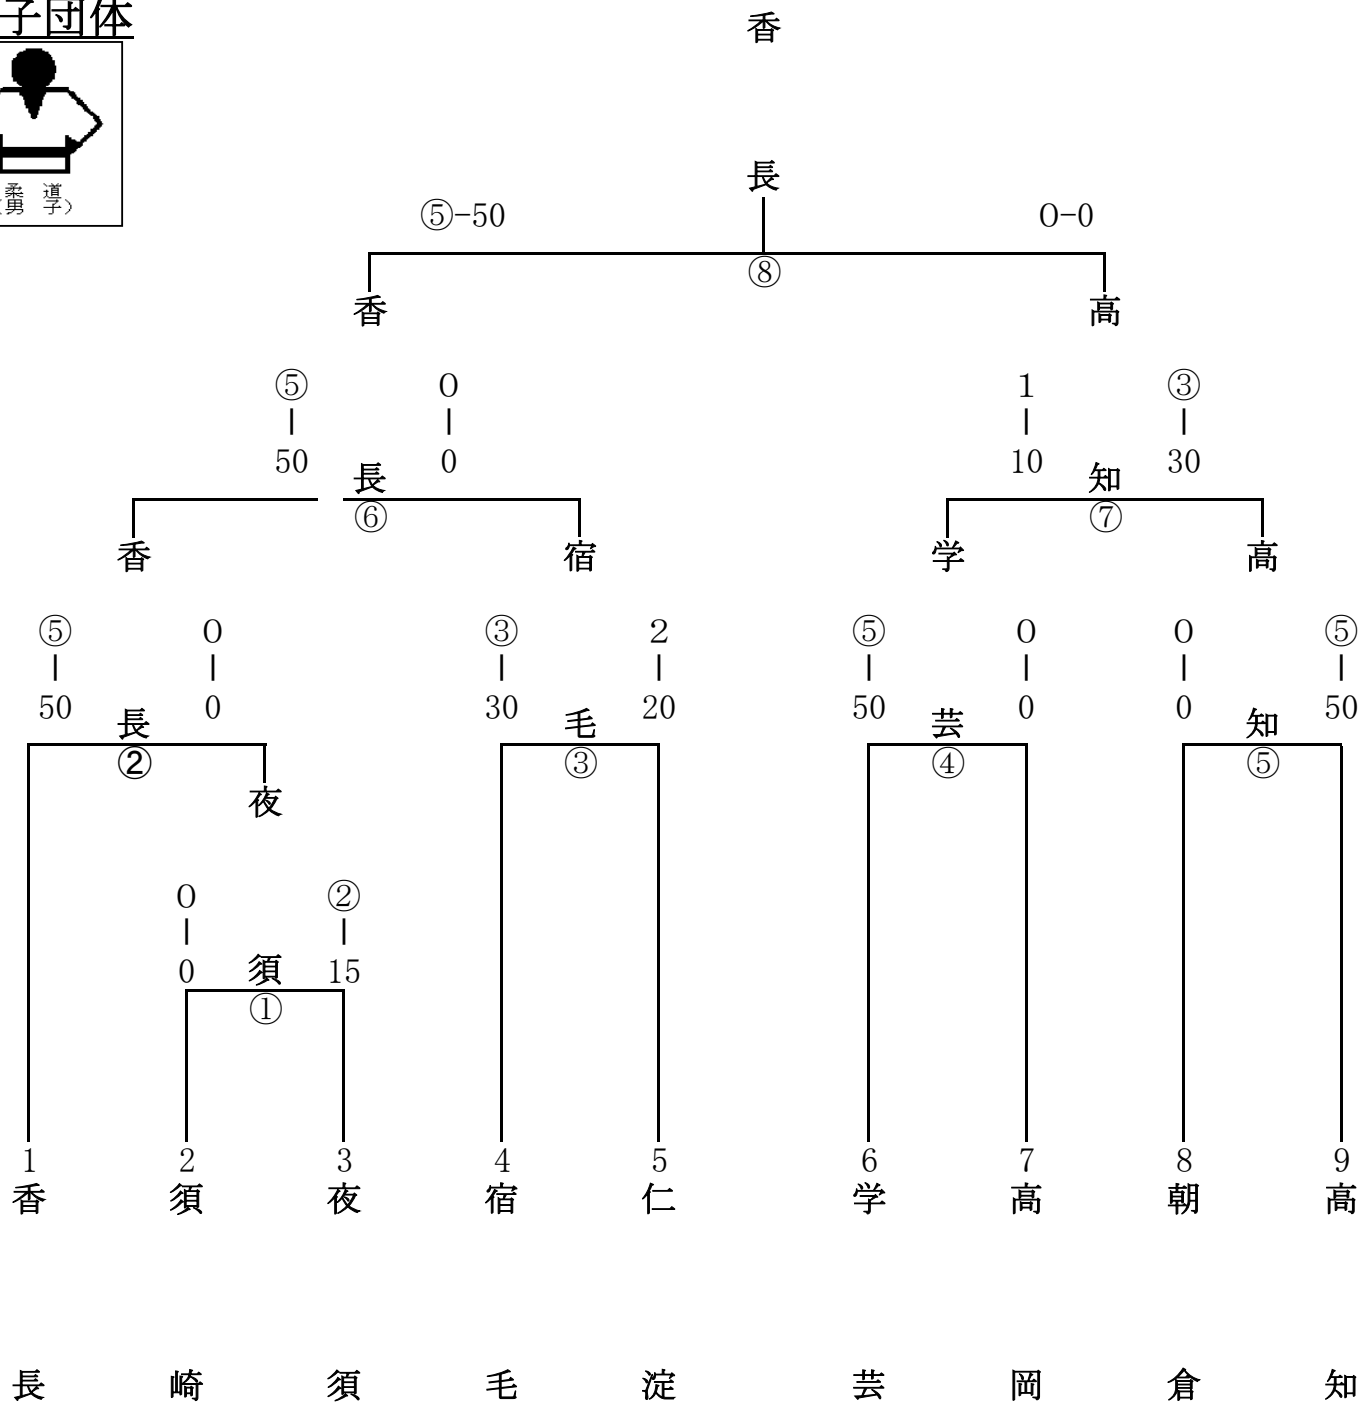 子団体
香
長
柔 道
(男 子)
⑤-50 0-0
⑧
香 高
⑤ 0 1 ③
| | | |
50 0 10 30
長 知
⑥ ⑦
香 宿 学 高
⑤ 0 ③ 2 ⑤ 0 0 ⑤
| | | | | | | |
50 0 30 20 50 0 0 50
長 毛 芸 知
② ③ ④ ⑤
夜
0 ②
| |
0 須 15
①
1 2 3 4 5 6 7 8 9
香 須 夜 宿 仁 学 高 朝 高
長 崎 須 毛 淀 芸 岡 倉 知